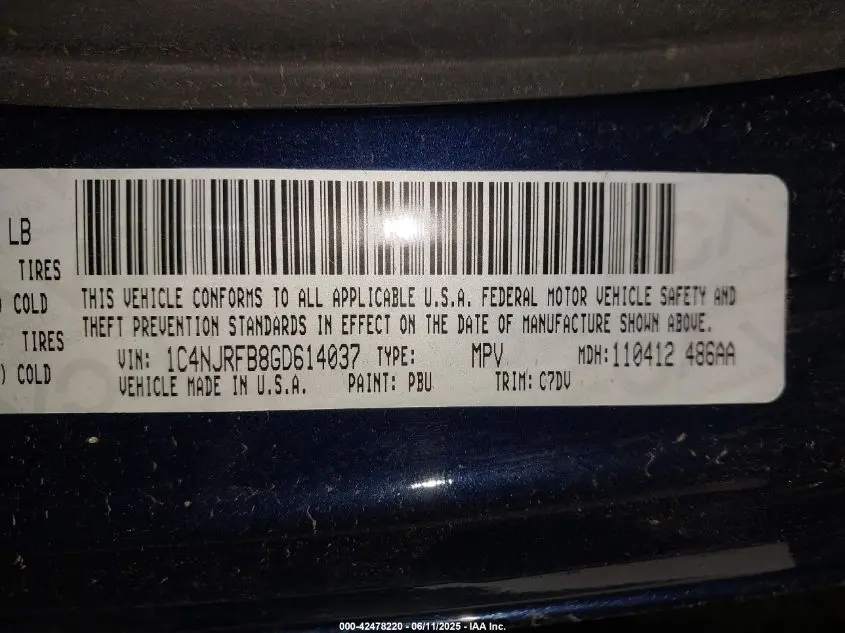 LB
TIRES
COLD
TIRES
) COLD
THIS VEHICLE CONFORMS TO ALL APPLICABLE U.S.A. FEDERAL MOTOR VEHICLE SAFETY AND
THEFT PREVENTION STANDARDS IN EFFECT ON THE DATE OF MANUFACTURE SHOWN ABOVE.
VIN: 1C4NJRFB8GD614037 TYPE: MPV MDH:110412 486AA
VEHICLE MADE IN U.S.A. PAINT: PBU TRIM: C7DV
000-42478220 - 06/11/2025 - IAA Inc.